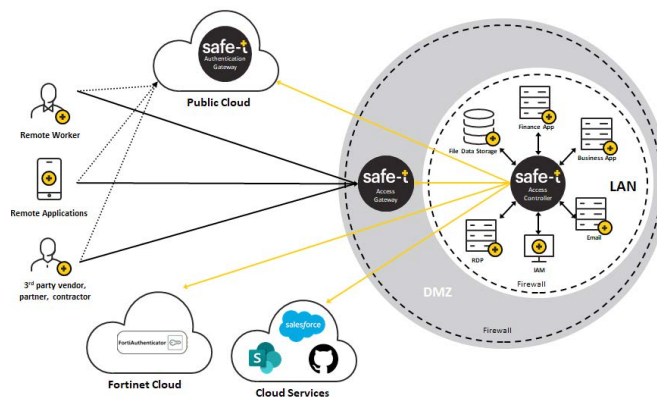 safe-t
Authentication
Gateway
Public Cloud
Remote Worker
Remote Applications
3rd party vendor,
partner, contractor
safe-t
Access
Gateway
Finance App
File Data Storage
Business App
safe-t
Access
Controller
LAN
Email
RDP
IAM
Firewall
DMZ
Firewall
FortiAuthenticator
Fortinet Cloud
salesforce
S
Cloud Services